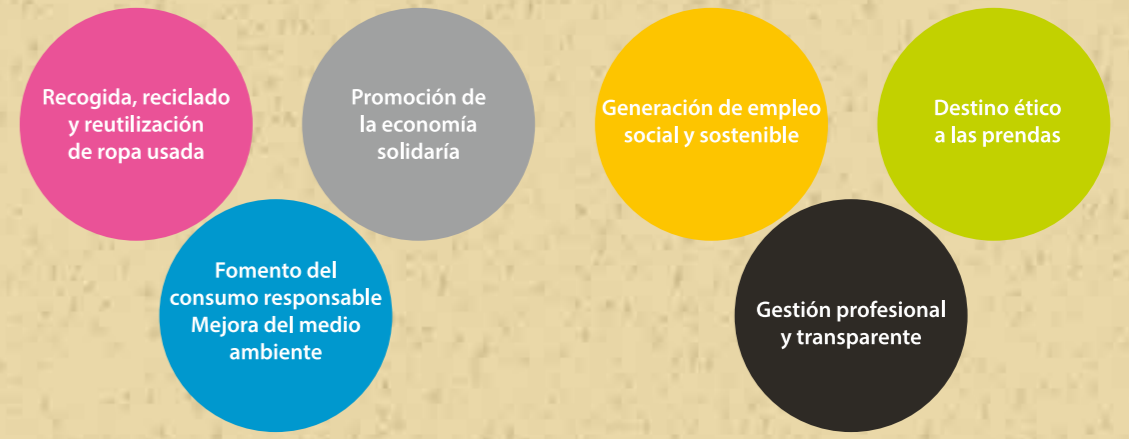 Recogida, reciclado
y reutilización
de ropa usada
Promoción de
la economía
solidaría
Generación de empleo
social y sostenible
Destino ético
a las prendas
Fomento del
consumo responsable
Mejora del medio
ambiente
Gestión profesional
y transparente